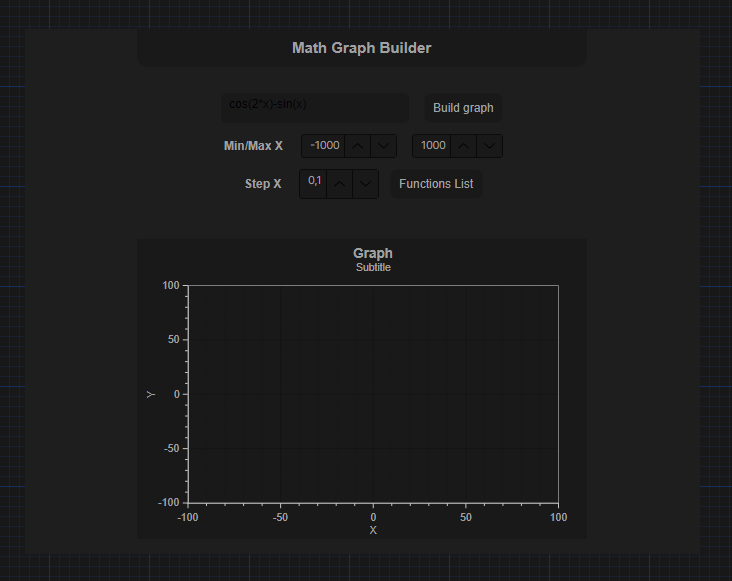 Math Graph Builder
cos(2*x)-sin(x)
Build graph
Min/Max X
-1000
1000
Step X
0,1
Functions List
Graph
Subtitle
100
50
0
-50
-100
Y
-100
-50
0
50
100
X